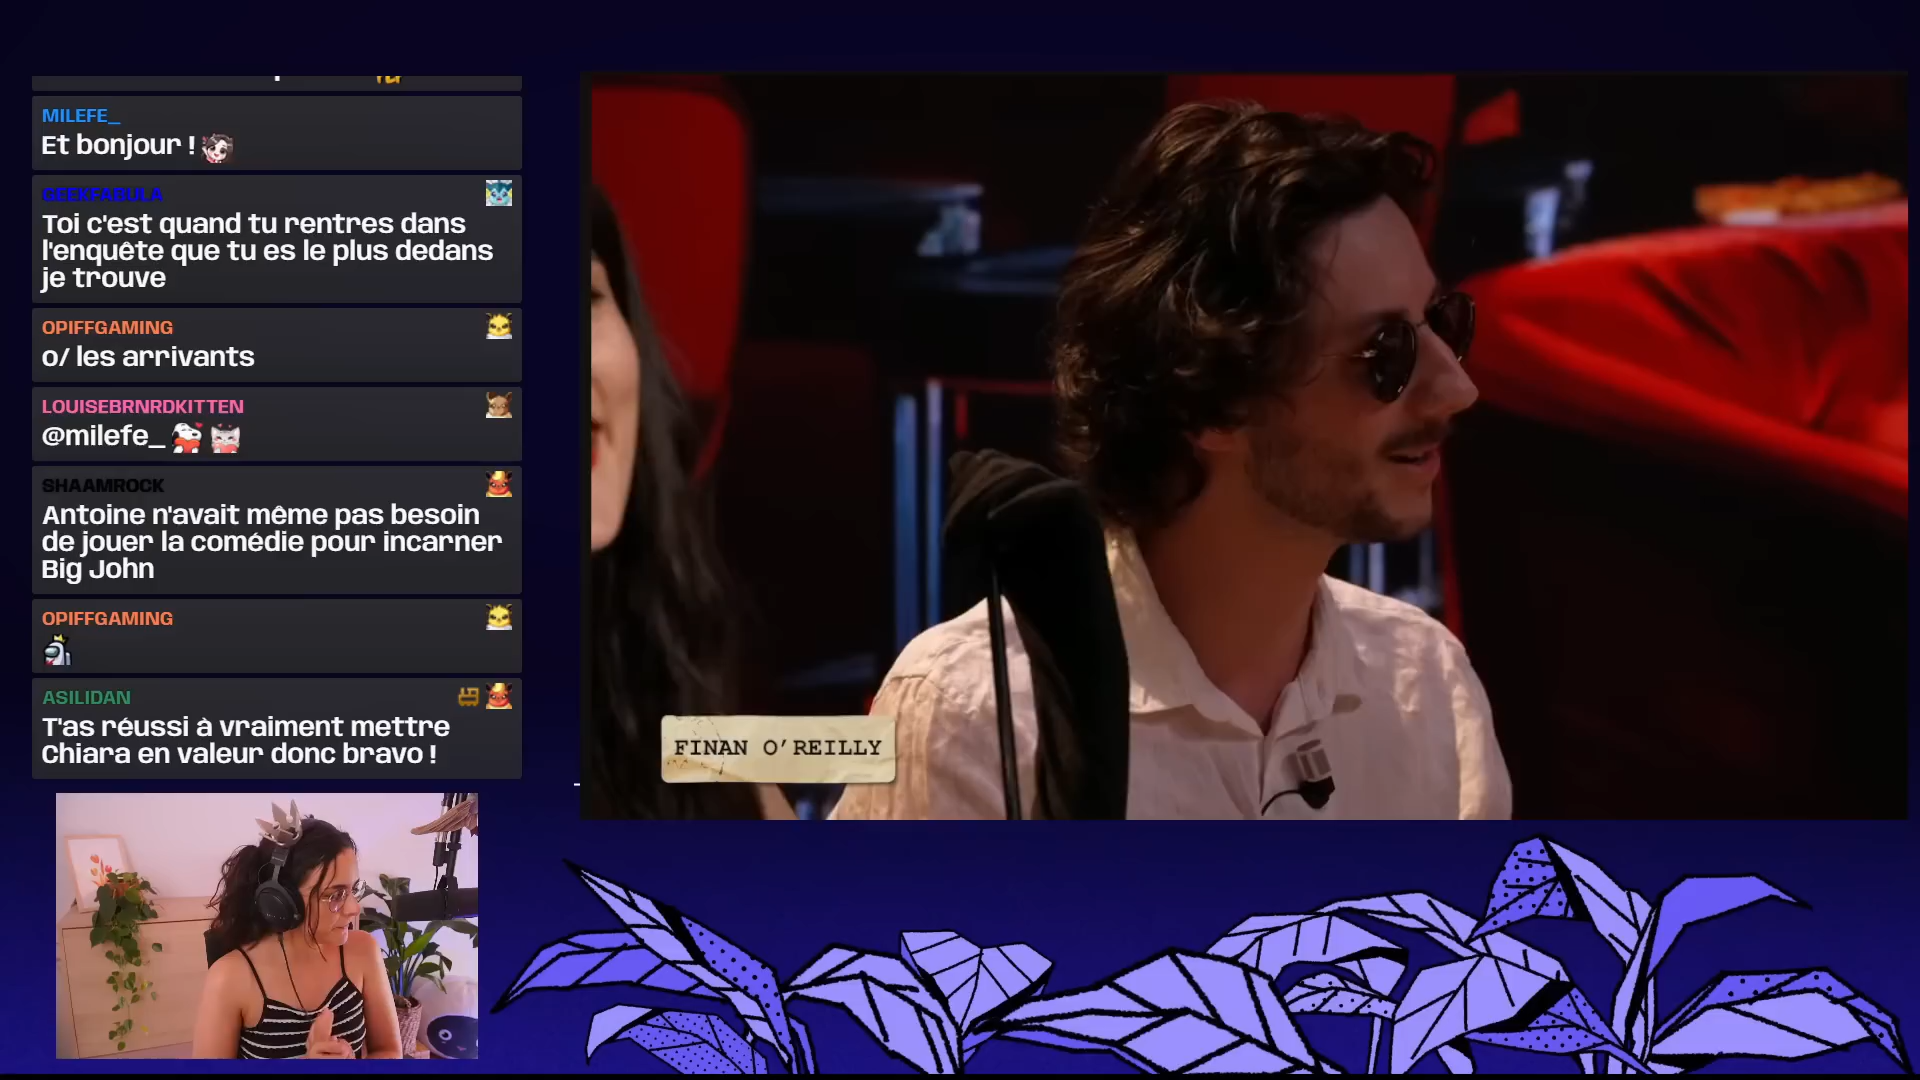 MILEFE_
Et bonjour !
GEEKFABULA
Toi c'est quand tu rentres dans
l'enquête que tu es le plus dedans
je trouve
OPIFFGAMING
o/ les arrivants
LOUISEBRNRDKITTEN
@milefe_
SHAAMROCK
Antoine n'avait même pas besoin
de jouer la comédie pour incarner
Big John
OPIFFGAMING
ASILIDAN
T'as réussi à vraiment mettre
Chiara en valeur donc bravo !
FINAN O'REILLY